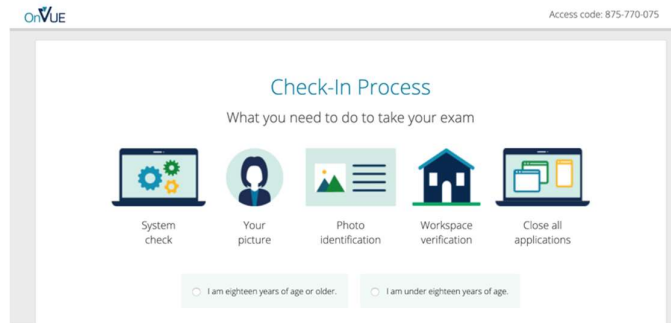 OnVUE
Access code: 875-770-075
Check-In Process
What you need to do to take your exam
System
check
Your
picture
Photo
identification
Workspace
verification
Close all
applications
I am eighteen years of age or older.
I am under eighteen years of age.